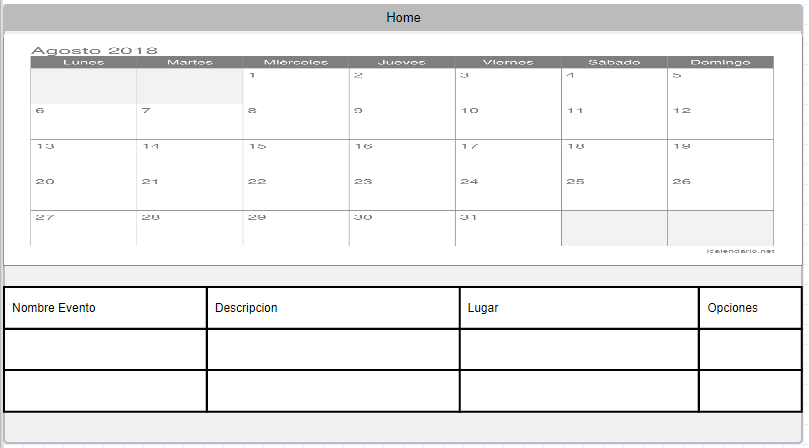 Home
Agosto 2018
Lunes Martes Miércoles Jueves Viernes Sábado Domingo
1 2 3 4 5
6 7 8 9 10 11 12
13 14 15 16 17 18 19
20 21 22 23 24 25 26
27 28 29 30 31
icalendario.net
Nombre Evento Descripcion Lugar Opciones